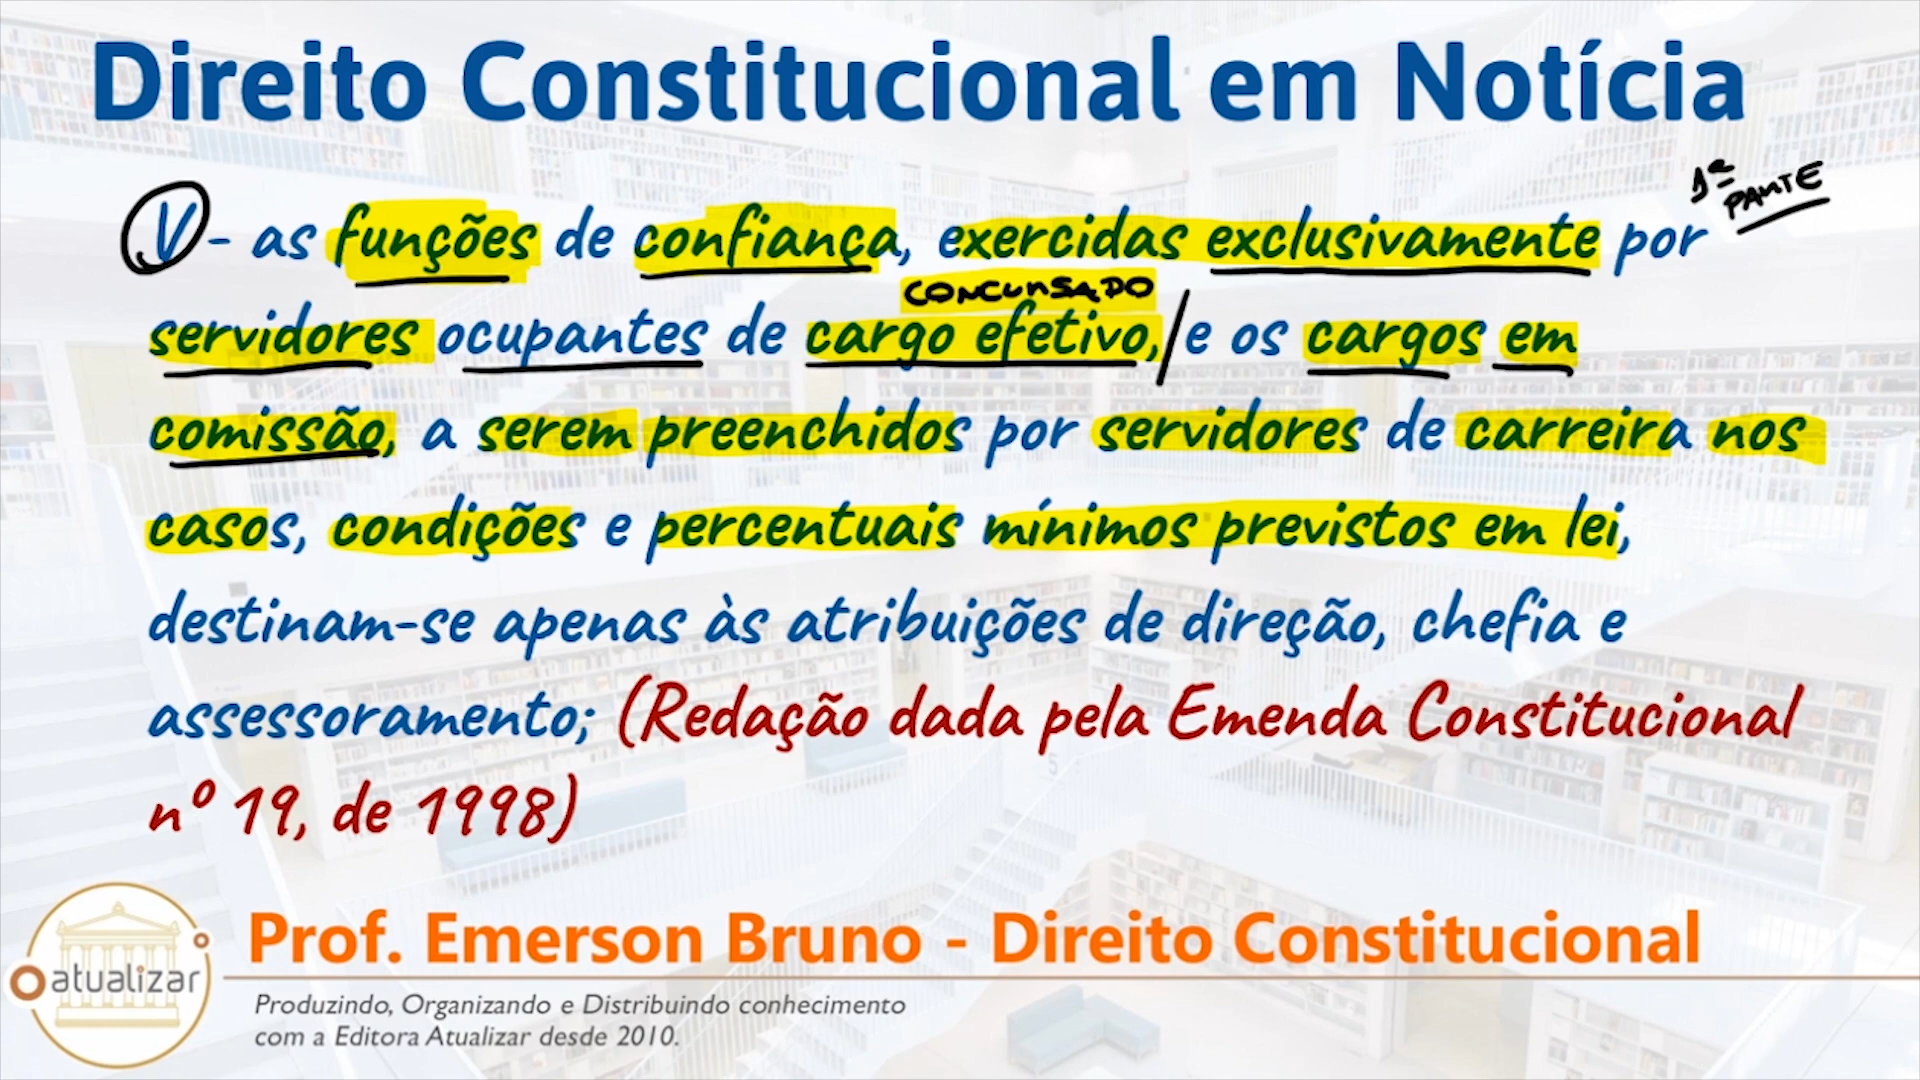 Direito Constitucional em Notícia
1ª PARTE
V - as funções de confiança, exercidas exclusivamente por
CONCURSADO
servidores ocupantes de cargo efetivo, e os cargos em
comissão, a serem preenchidos por servidores de carreira nos
casos, condições e percentuais mínimos previstos em lei,
destinam-se apenas às atribuições de direção, chefia e
assessoramento; (Redação dada pela Emenda Constitucional
nº 19, de 1998)
Prof. Emerson Bruno - Direito Constitucional
atualizar
Produzindo, Organizando e Distribuindo conhecimento
com a Editora Atualizar desde 2010.